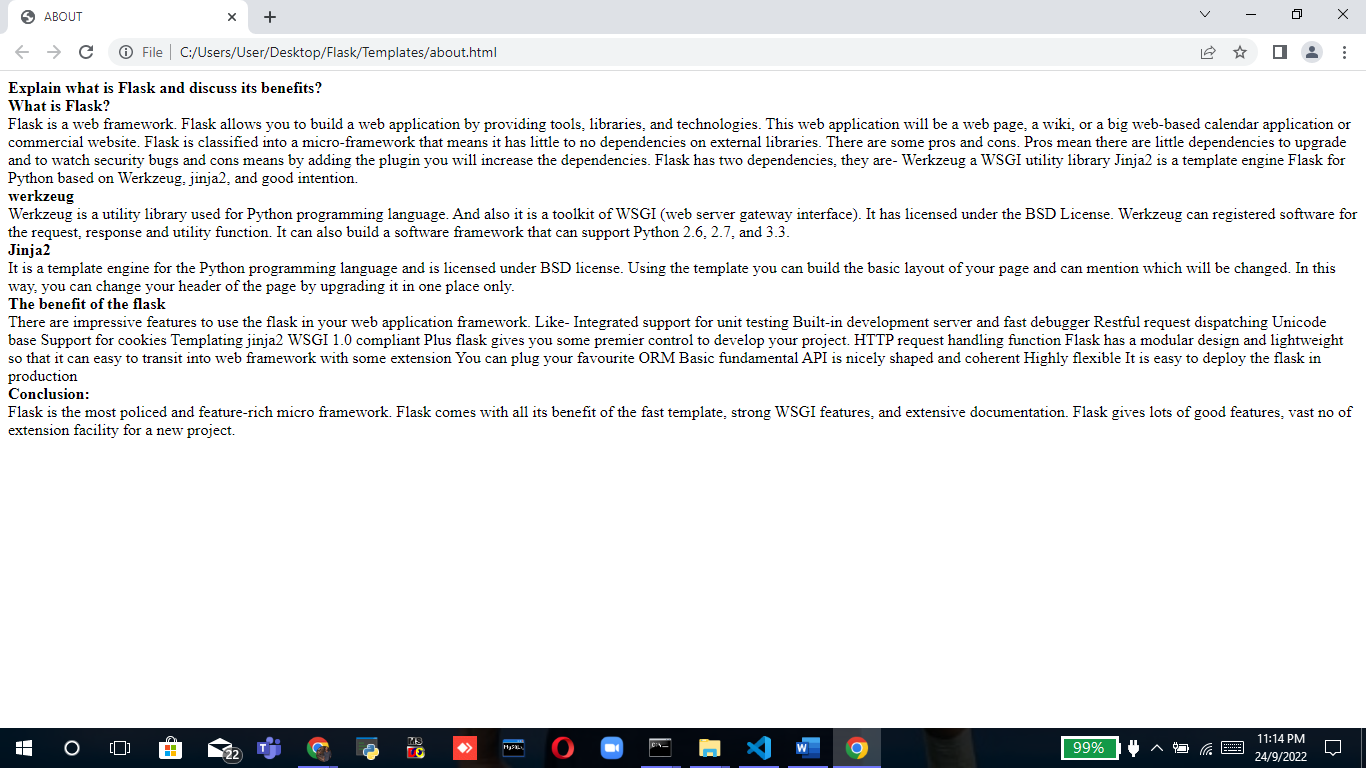 ABOUT
File
C:/Users/User/Desktop/Flask/Templates/about.html
Explain what is Flask and discuss its benefits?
What is Flask?
Flask is a web framework. Flask allows you to build a web application by providing tools, libraries, and technologies. This web application will be a web page, a wiki, or a big web-based calendar application or
commercial website. Flask is classified into a micro-framework that means it has little to no dependencies on external libraries. There are some pros and cons. Pros mean there are little dependencies to upgrade
and to watch security bugs and cons means by adding the plugin you will increase the dependencies. Flask has two dependencies, they are- Werkzeug a WSGI utility library Jinja2 is a template engine Flask for
Python based on Werkzeug, jinja2, and good intention.
werkzeug
Werkzeug is a utility library used for Python programming language. And also it is a toolkit of WSGI (web server gateway interface). It has licensed under the BSD License. Werkzeug can registered software for
the request, response and utility function. It can also build a software framework that can support Python 2.6, 2.7, and 3.3.
Jinja2
It is a template engine for the Python programming language and is licensed under BSD license. Using the template you can build the basic layout of your page and can mention which will be changed. In this
way, you can change your header of the page by upgrading it in one place only.
The benefit of the flask
There are impressive features to use the flask in your web application framework. Like- Integrated support for unit testing Built-in development server and fast debugger Restful request dispatching Unicode
base Support for cookies Templating jinja2 WSGI 1.0 compliant Plus flask gives you some premier control to develop your project. HTTP request handling function Flask has a modular design and lightweight
so that it can easy to transit into web framework with some extension You can plug your favourite ORM Basic fundamental API is nicely shaped and coherent Highly flexible It is easy to deploy the flask in
production
Conclusion:
Flask is the most policed and feature-rich micro framework. Flask comes with all its benefit of the fast template, strong WSGI features, and extensive documentation. Flask gives lots of good features, vast no of
extension facility for a new project.
22
99%
11:14 PM
24/9/2022